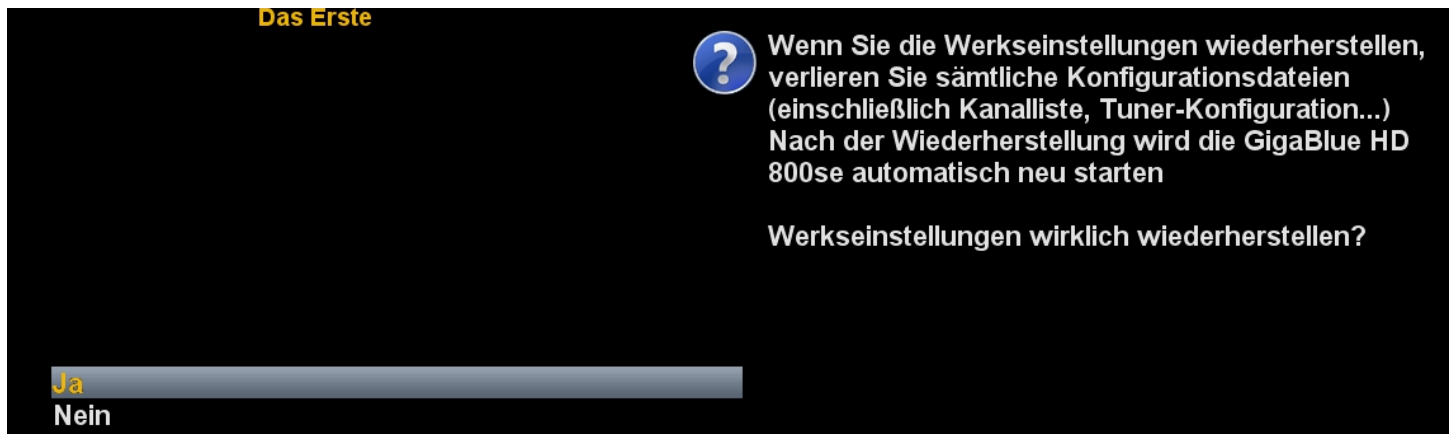 Das Erste
Wenn Sie die Werkseinstellungen wiederherstellen,
verlieren Sie sämtliche Konfigurationsdateien
(einschließlich Kanalliste, Tuner-Konfiguration...)
Nach der Wiederherstellung wird die GigaBlue HD
800se automatisch neu starten
Werkseinstellungen wirklich wiederherstellen?
Ja
Nein